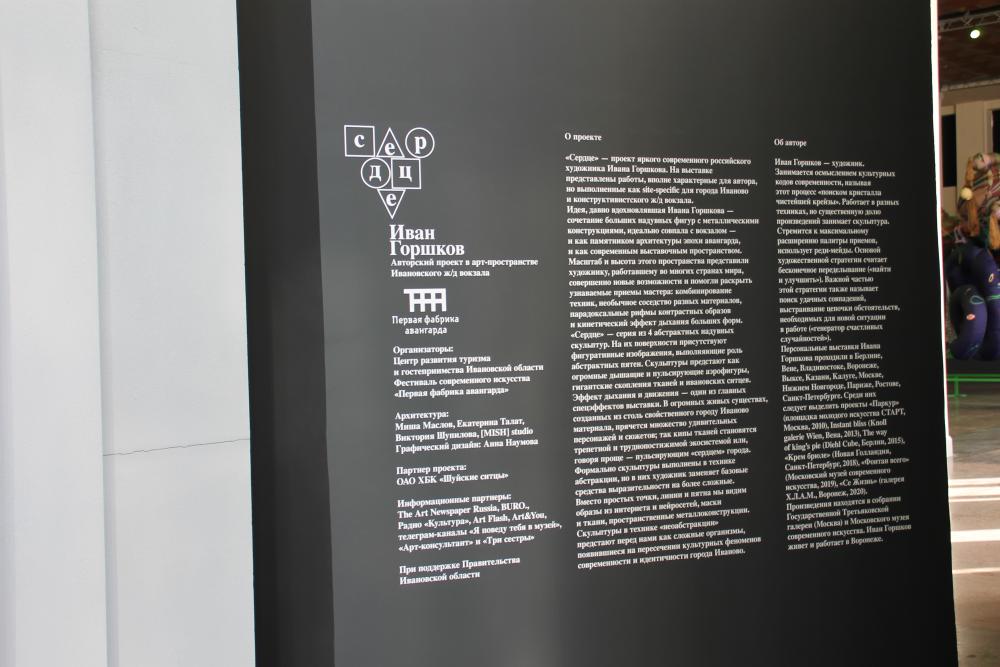 сердце
Иван
Горшков
Авторский проект в арт-пространстве
Ивановского ж/д вокзала
Первая фабрика
авангарда
Организаторы:
Центр развития туризма
и гостеприимства Ивановской области
Фестиваль современного искусства
«Первая фабрика авангарда»
Архитектура:
Миша Маслов, Екатерина Талат,
Виктория Шупилова, [MISH] studio
Графический дизайн: Анна Наумова
Партнер проекта:
ОАО ХБК «Шуйские ситцы»
Информационные партнеры:
The Art Newspaper Russia, BURO.,
Радио «Культура», Art Flash, Art&You,
телеграм-каналы «Я поведу тебя в музей»,
«Арт-консультант» и «Три сестры»
При поддержке Правительства
Ивановской области
О проекте
«Сердце» — проект яркого современного российского
художника Ивана Горшкова. На выставке
представлены работы, вполне характерные для автора,
но выполненные как site-specific для города Иваново
и конструктивистского ж/д вокзала.
Идея, давно вдохновлявшая Ивана Горшкова —
сочетание больших надувных фигур с металлическими
конструкциями, идеально совпала с вокзалом —
и как памятником архитектуры эпохи авангарда,
и как современным выставочным пространством.
Масштаб и высота этого пространства представили
художнику, работавшему во многих странах мира,
совершенно новые возможности и помогли раскрыть
узнаваемые приемы мастера: комбинирование
техник, необычное соседство разных материалов,
парадоксальные рифмы контрастных образов
и кинетический эффект дыхания больших форм.
«Сердце» — серия из 4 абстрактных надувных
скульптур. На их поверхности присутствуют
фигуративные изображения, выполняющие роль
абстрактных пятен. Скульптуры предстают как
огромные дышащие и пульсирующие аэрофигуры,
гигантские скопления тканей и ивановских ситцев.
Эффект дыхания и движения — один из главных
спецэффектов выставки. В огромных живых существах,
созданных из столь свойственного городу Иваново
материала, прячется множество удивительных
персонажей и сюжетов; так кипы тканей становятся
трепетной и трудноподстижимой экосистемой или,
говоря проще — пульсирующим «сердцем» города.
Формально скульптуры выполнены в технике
абстракции, но в них художник заменяет базовые
средства выразительности на более сложные.
Вместо простых точки, линии и пятна мы видим
образы из интернета и нейросетей, маски
и ткани, пространственные металлоконструкции.
Скульптуры в технике «неоабстракции»
предстают перед нами как сложные организмы,
появившиеся на пересечении культурных феноменов
современности и идентичности города Иваново.
Об авторе
Иван Горшков — художник.
Занимается осмыслением культурных
кодов современности, называя
этот процесс «поиском кристалла
чистейшей крейзы». Работает в разных
техниках, но существенную долю
произведений занимает скульптура.
Стремится к максимальному
расширению палитры приемов,
использует реди-мейды. Основой
художественной стратегии считает
бесконечное переделывание («найти
и улучшить»). Важной частью
этой стратегии также называет
поиск удачных совпадений,
выстраивание цепочки обстоятельств,
необходимых для новой ситуации
в работе («генератор счастливых
случайностей»).
Персональные выставки Ивана
Горшкова проходили в Берлине,
Вене, Владивостоке, Воронеже,
Выксе, Казани, Калуге, Москве,
Нижнем Новгороде, Париже, Ростове,
Санкт-Петербурге. Среди них
следует выделить проекты «Паркур»
(площадка молодого искусства СТАРТ,
Москва, 2010), Instant bliss (Knoll
galerie Wien, Вена, 2013), The way
of king's pie (Diehl Cube, Берлин, 2015),
«Крем брюле» (Новая Голландия,
Санкт-Петербург, 2018), «Фонтан всего»
(Московский музей современного
искусства, 2019), «Се Жизнь» (галерея
Х.Л.А.М., Воронеж, 2020).
Произведения находятся в собрании
Государственной Третьяковской
галереи (Москва) и Московского музея
современного искусства. Иван Горшков
живет и работает в Воронеже.